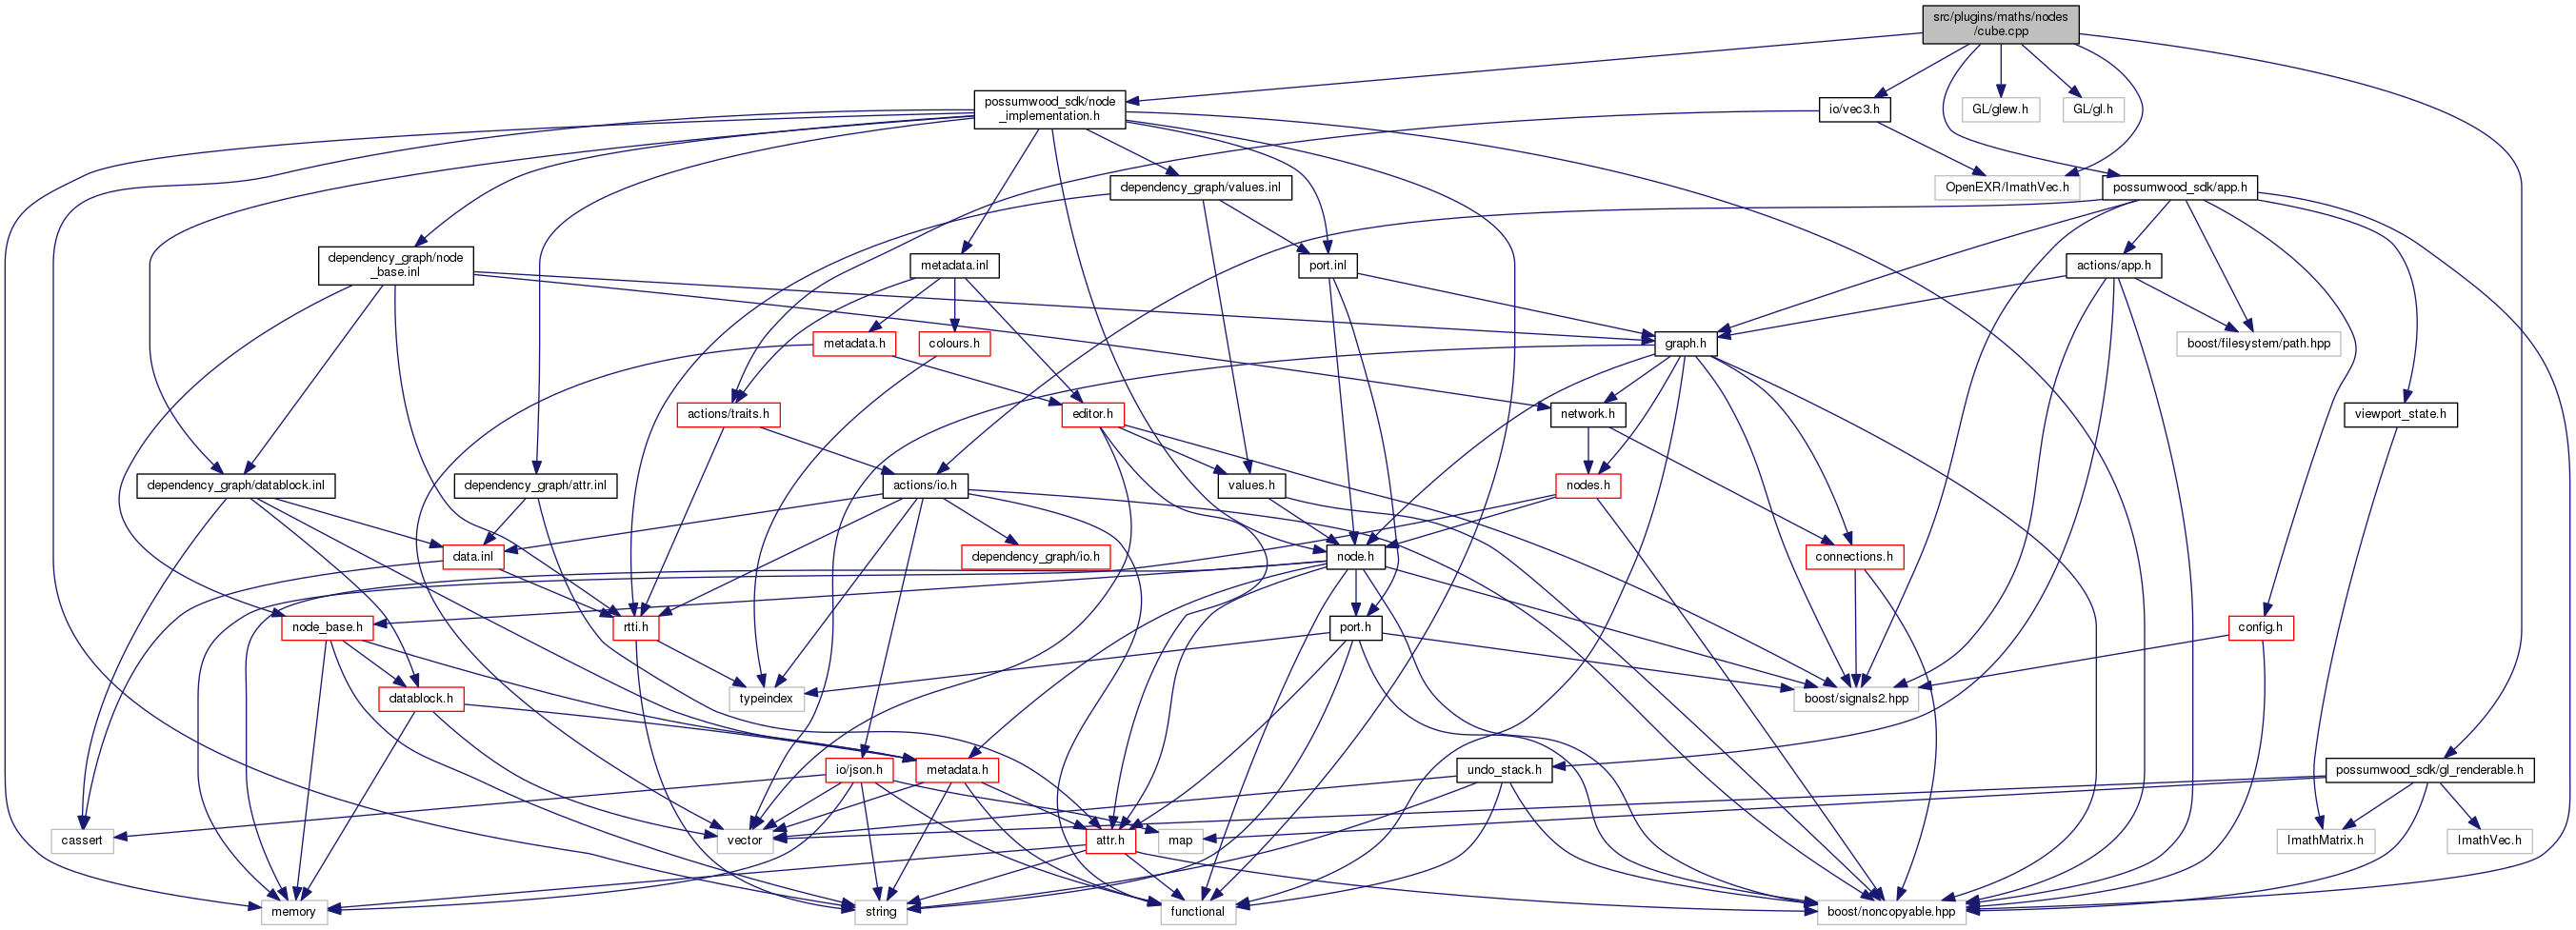 src/plugins/maths/nodes
/cube.cpp
possumwood_sdk/node
_implementation.h
io/vec3.h
GL/glew.h
GL/gl.h
dependency_graph/values.inl
OpenEXR/ImathVec.h
possumwood_sdk/app.h
dependency_graph/node
_base.inl
metadata.inl
port.inl
actions/app.h
metadata.h
colours.h
graph.h
boost/filesystem/path.hpp
actions/traits.h
editor.h
network.h
viewport_state.h
dependency_graph/datablock.inl
dependency_graph/attr.inl
actions/io.h
values.h
nodes.h
data.inl
dependency_graph/io.h
node.h
connections.h
node_base.h
rtti.h
port.h
config.h
datablock.h
typeindex
boost/signals2.hpp
io/json.h
metadata.h
undo_stack.h
possumwood_sdk/gl_renderable.h
cassert
vector
attr.h
map
ImathMatrix.h
ImathVec.h
memory
string
functional
boost/noncopyable.hpp